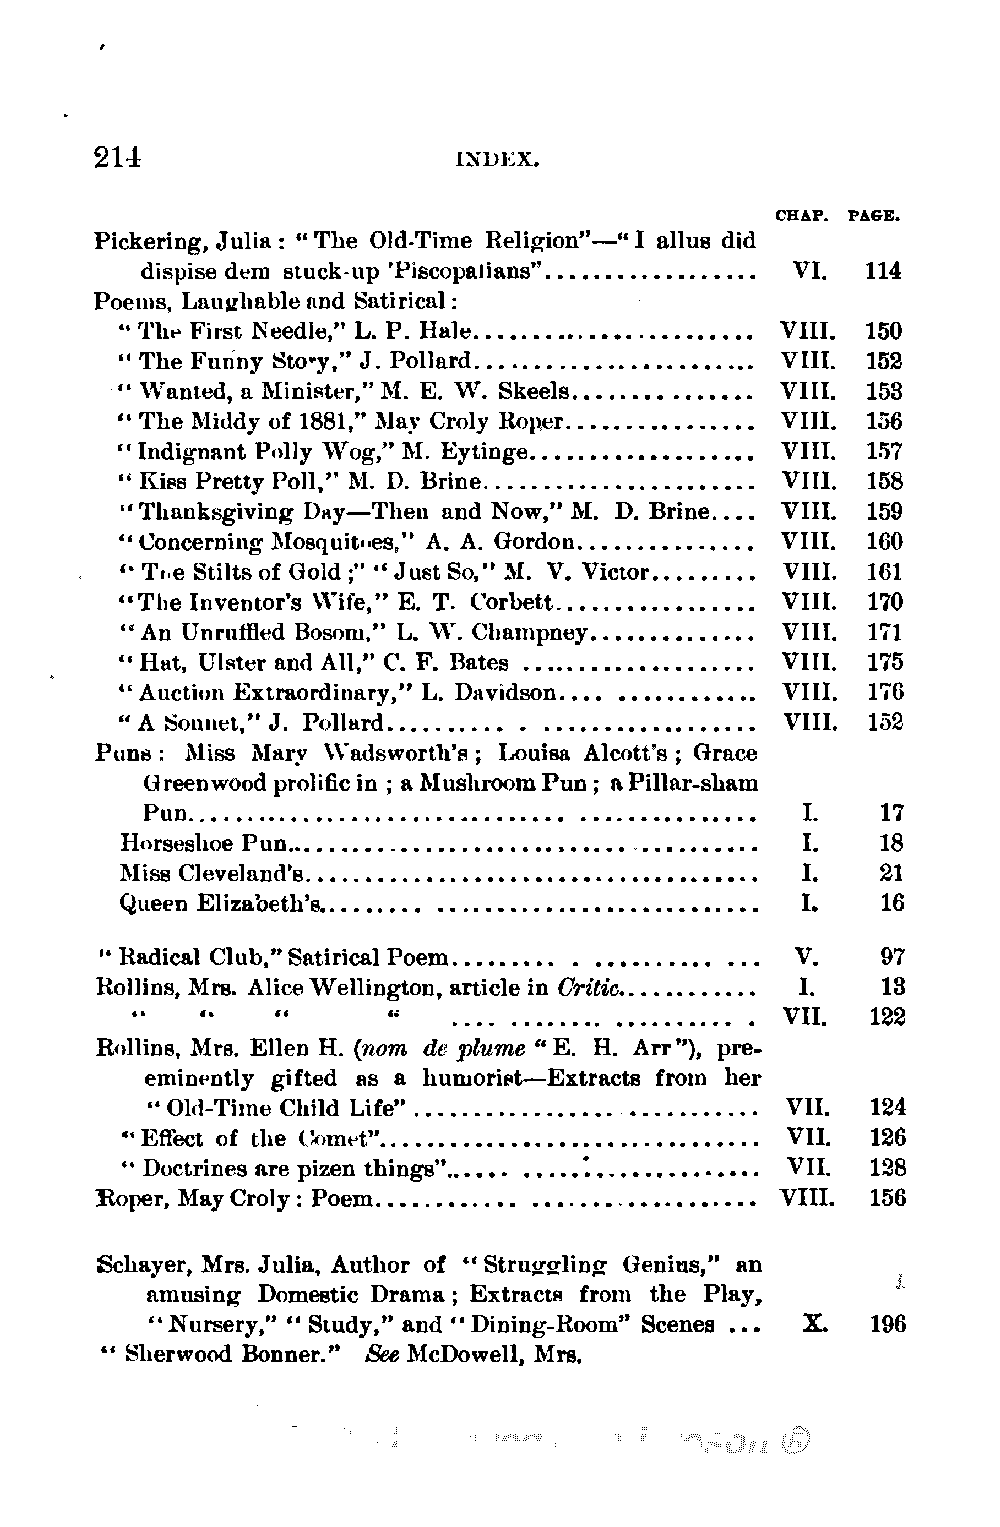 214 INDEX.
CHAP. PAGE.
Pickering, Julia: "The Old-Time Religion"—"I allus did
dispise dem stuck-up 'Piscopalians".................. VI. 114
Poems, Laughable and Satirical:
"The First Needle," L. P. Hale........................ VIII. 150
"The Funny Story," J. Pollard........................ VIII. 152
"Wanted, a Minister," M. E. W. Skeels............... VIII. 153
"The Middy of 1881," May Croly Roper................ VIII. 156
"Indignant Polly Wog," M. Eytinge................... VIII. 157
"Kiss Pretty Poll," M. D. Brine....................... VIII. 158
"Thanksgiving Day—Then and Now," M. D. Brine.... VIII. 159
"Concerning Mosquitoes," A. A. Gordon............... VIII. 160
"The Stilts of Gold;" "Just So," M. V. Victor......... VIII. 161
"The Inventor's Wife," E. T. Corbett................. VIII. 170
"An Unruffled Bosom," L. W. Champney.............. VIII. 171
"Hat, Ulster and All," C. F. Bates .................... VIII. 175
"Auction Extraordinary," L. Davidson.... ............ VIII. 176
"A Sonnet," J. Pollard.......... . .................... VIII. 152
Puns: Miss Mary Wadsworth's; Louisa Alcott's; Grace
Greenwood prolific in; a Mushroom Pun; a Pillar-sham
Pun................................ ............... I. 17
Horseshoe Pun........................................ I. 18
Miss Cleveland's...................................... I. 21
Queen Elizabeth's......... ........................... I. 16
"Radical Club," Satirical Poem......... . .......... ... V. 97
Rollins, Mrs. Alice Wellington, article in Critic............ I. 13
" " " " .... ........ ........... . VII. 122
Rollins, Mrs. Ellen H. (nom de plume "E. H. Arr"), pre-
eminently gifted as a humorist—Extracts from her
"Old-Time Child Life" ............................. VII. 124
"Effect of the Comet"................................ VII. 126
"Doctrines are pizen things"...... .................... VII. 128
Roper, May Croly: Poem............ ................... VIII. 156
Schayer, Mrs. Julia, Author of "Struggling Genius," an
amusing Domestic Drama; Extracts from the Play,
"Nursery," "Study," and "Dining-Room" Scenes ... X. 196
"Sherwood Bonner." See McDowell, Mrs.